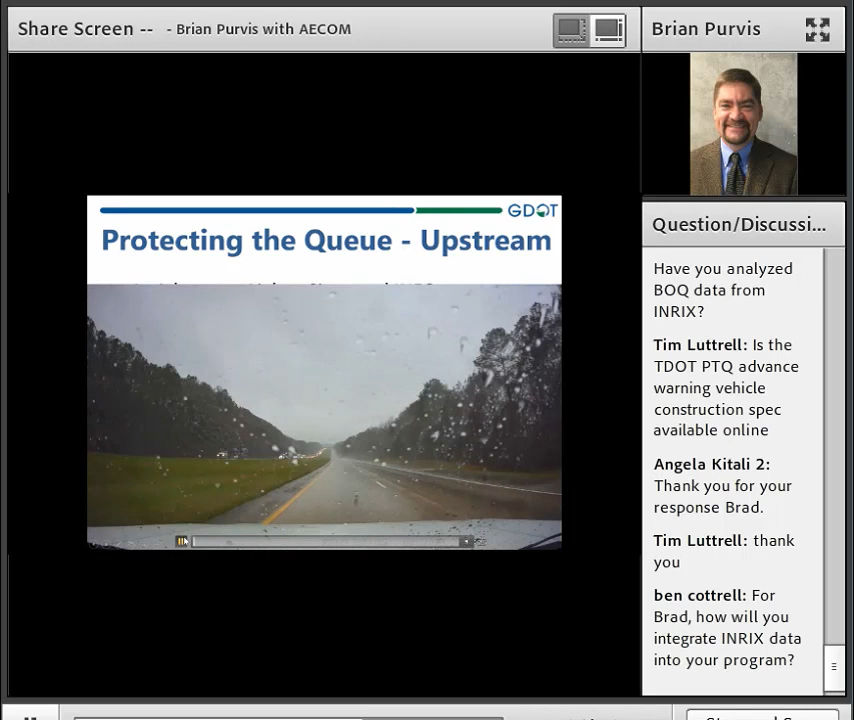 Share Screen -- - Brian Purvis with AECOM
Brian Purvis
GDOT
Protecting the Queue - Upstream
Question/Discussi...
Have you analyzed
BOQ data from
INRIX?
Tim Luttrell: Is the
TDOT PTQ advance
warning vehicle
construction spec
available online
Angela Kitali 2:
Thank you for your
response Brad.
Tim Luttrell: thank
you
ben cottrell: For
Brad, how will you
integrate INRIX data
into your program?